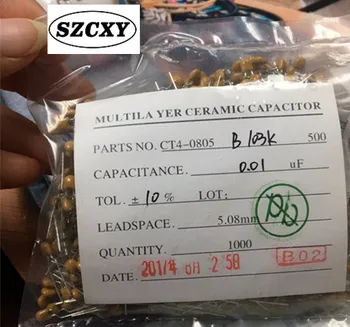 SZCXY
MULTILA YER CERAMIC CAPACITOR
PARTS NO. CT4-0805 B 103K 500
CAPACITANCE. 0.01 uF
TOL. ± 10 % LOT:
LEADSPACE. 5.08mm
QUANTITY. 1000
DATE. B02